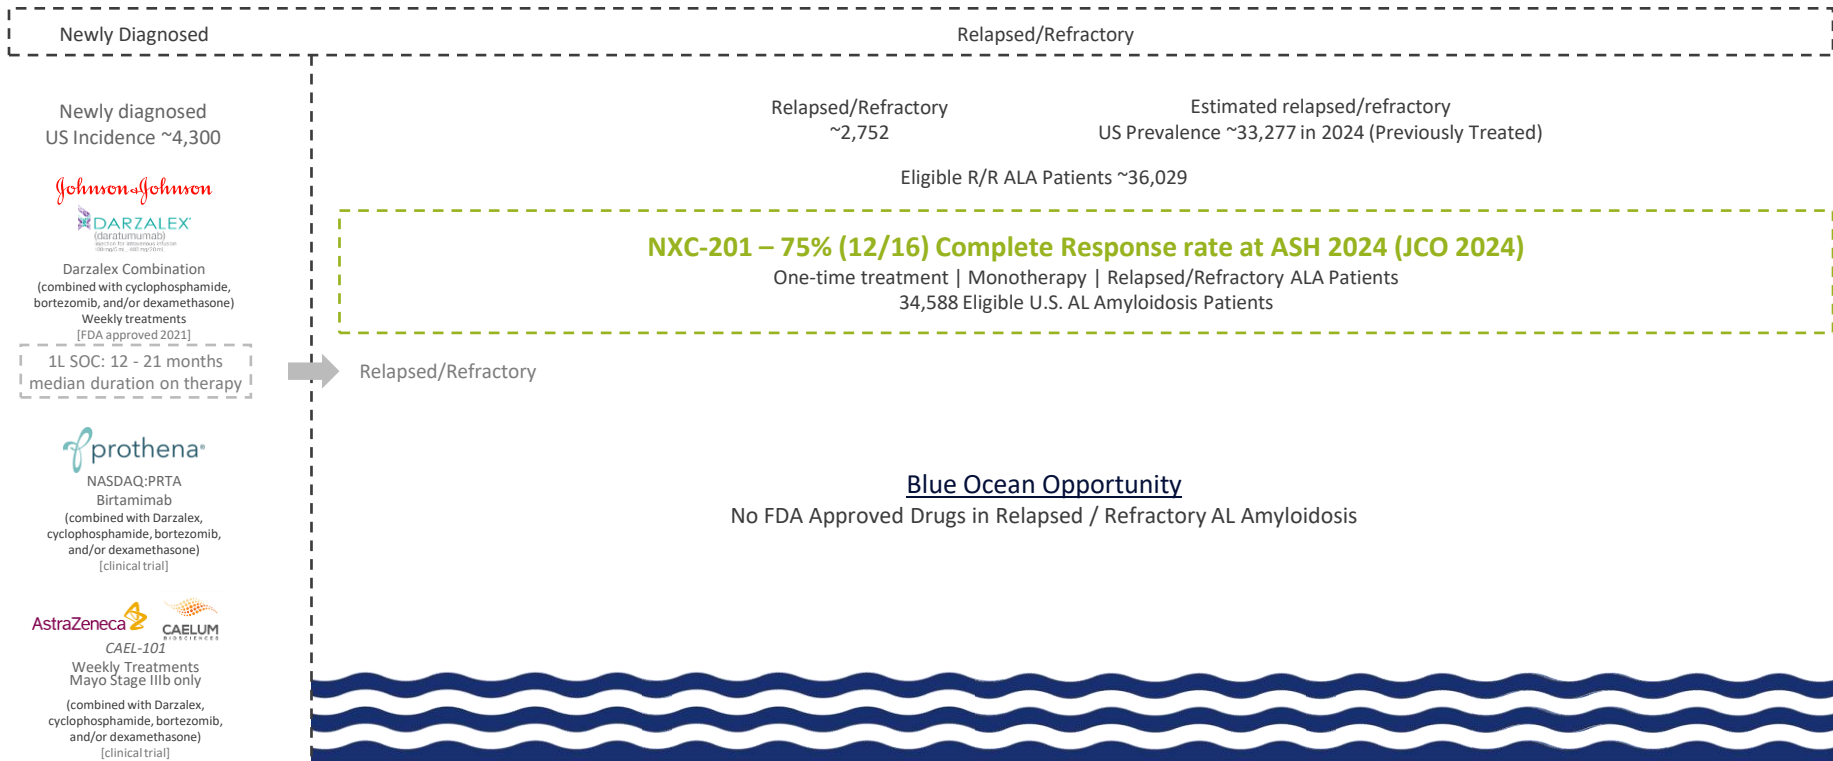 Newly Diagnosed
Relapsed/Refractory
Newly diagnosed
US Incidence ~4,300
Johnson&Johnson
DARZALEX®
(daratumumab)
Darzalex Combination
(combined with cyclophosphamide,
bortezomib, and/or dexamethasone)
Weekly treatments
[FDA approved 2021]
1L SOC: 12 - 21 months
median duration on therapy
prothena®
NASDAQ:PRTA
Birtamimab
(combined with Darzalex,
cyclophosphamide, bortezomib,
and/or dexamethasone)
[clinical trial]
AstraZeneca
CAELUM
BIOSCIENCES
CAEL-101
Weekly Treatments
Mayo Stage IIIb only
(combined with Darzalex,
cyclophosphamide, bortezomib,
and/or dexamethasone)
[clinical trial]
Relapsed/Refractory
~2,752
Estimated relapsed/refractory
US Prevalence ~33,277 in 2024 (Previously Treated)
Eligible R/R ALA Patients ~36,029
NXC-201 – 75% (12/16) Complete Response rate at ASH 2024 (JCO 2024)
One-time treatment | Monotherapy | Relapsed/Refractory ALA Patients
34,588 Eligible U.S. AL Amyloidosis Patients
Relapsed/Refractory
Blue Ocean Opportunity
No FDA Approved Drugs in Relapsed / Refractory AL Amyloidosis